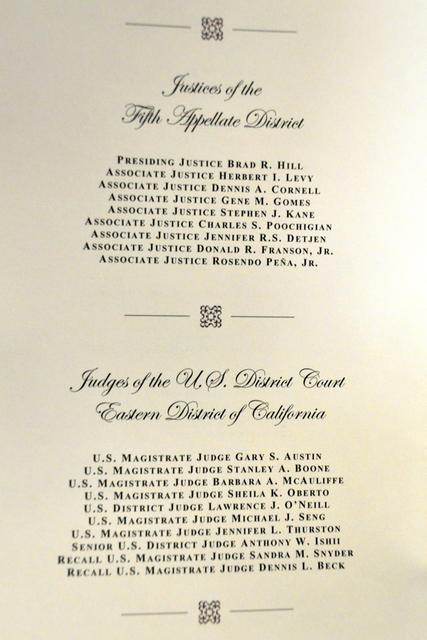 Justices of the
Fifth Appellate District
PRESIDING JUSTICE BRAD R. HILL
ASSOCIATE JUSTICE HERBERT I. LEVY
ASSOCIATE JUSTICE DENNIS A. CORNELL
ASSOCIATE JUSTICE GENE M. GOMES
ASSOCIATE JUSTICE STEPHEN J. KANE
ASSOCIATE JUSTICE CHARLES S. POOCHIGIAN
ASSOCIATE JUSTICE JENNIFER R.S. DETJEN
ASSOCIATE JUSTICE DONALD R. FRANSON, JR.
ASSOCIATE JUSTICE ROSENDO PEÑA, JR.
Judges of the U.S. District Court
Eastern District of California
U.S. MAGISTRATE JUDGE GARY S. AUSTIN
U.S. MAGISTRATE JUDGE STANLEY A. BOONE
U.S. MAGISTRATE JUDGE BARBARA A. MCAULIFFE
U.S. MAGISTRATE JUDGE SHEILA K. OBERTO
U.S. DISTRICT JUDGE LAWRENCE J. O'NEILL
U.S. MAGISTRATE JUDGE MICHAEL J. SENG
U.S. MAGISTRATE JUDGE JENNIFER L. THURSTON
SENIOR U.S. DISTRICT JUDGE ANTHONY W. ISHII
RECALL U.S. MAGISTRATE JUDGE SANDRA M. SNYDER
RECALL U.S. MAGISTRATE JUDGE DENNIS L. BECK